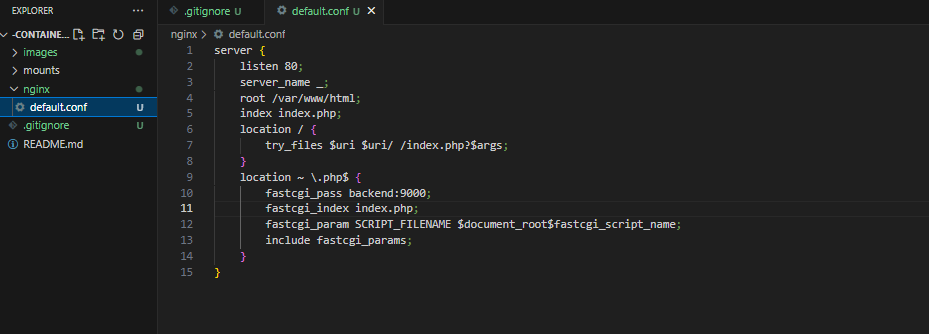 EXPLORER ...
.gitignore U default.conf U
-CONTAINE...
nginx > default.conf
images
mounts
nginx
default.conf U
.gitignore U
README.md
1 server {
2 listen 80;
3 server_name _;
4 root /var/www/html;
5 index index.php;
6 location / {
7 try_files $uri $uri/ /index.php?$args;
8 }
9 location ~ \.php$ {
10 fastcgi_pass backend:9000;
11 fastcgi_index index.php;
12 fastcgi_param SCRIPT_FILENAME $document_root$fastcgi_script_name;
13 include fastcgi_params;
14 }
15 }